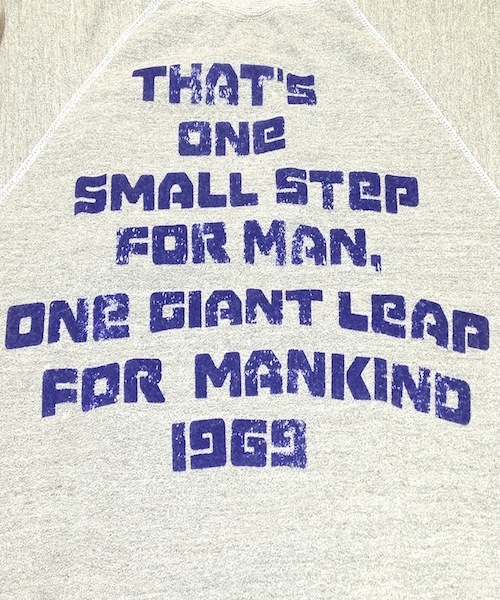 THAT'S
ONE
SMALL STEP
FOR MAN,
ONE GIANT LEAP
FOR MANKIND
1969